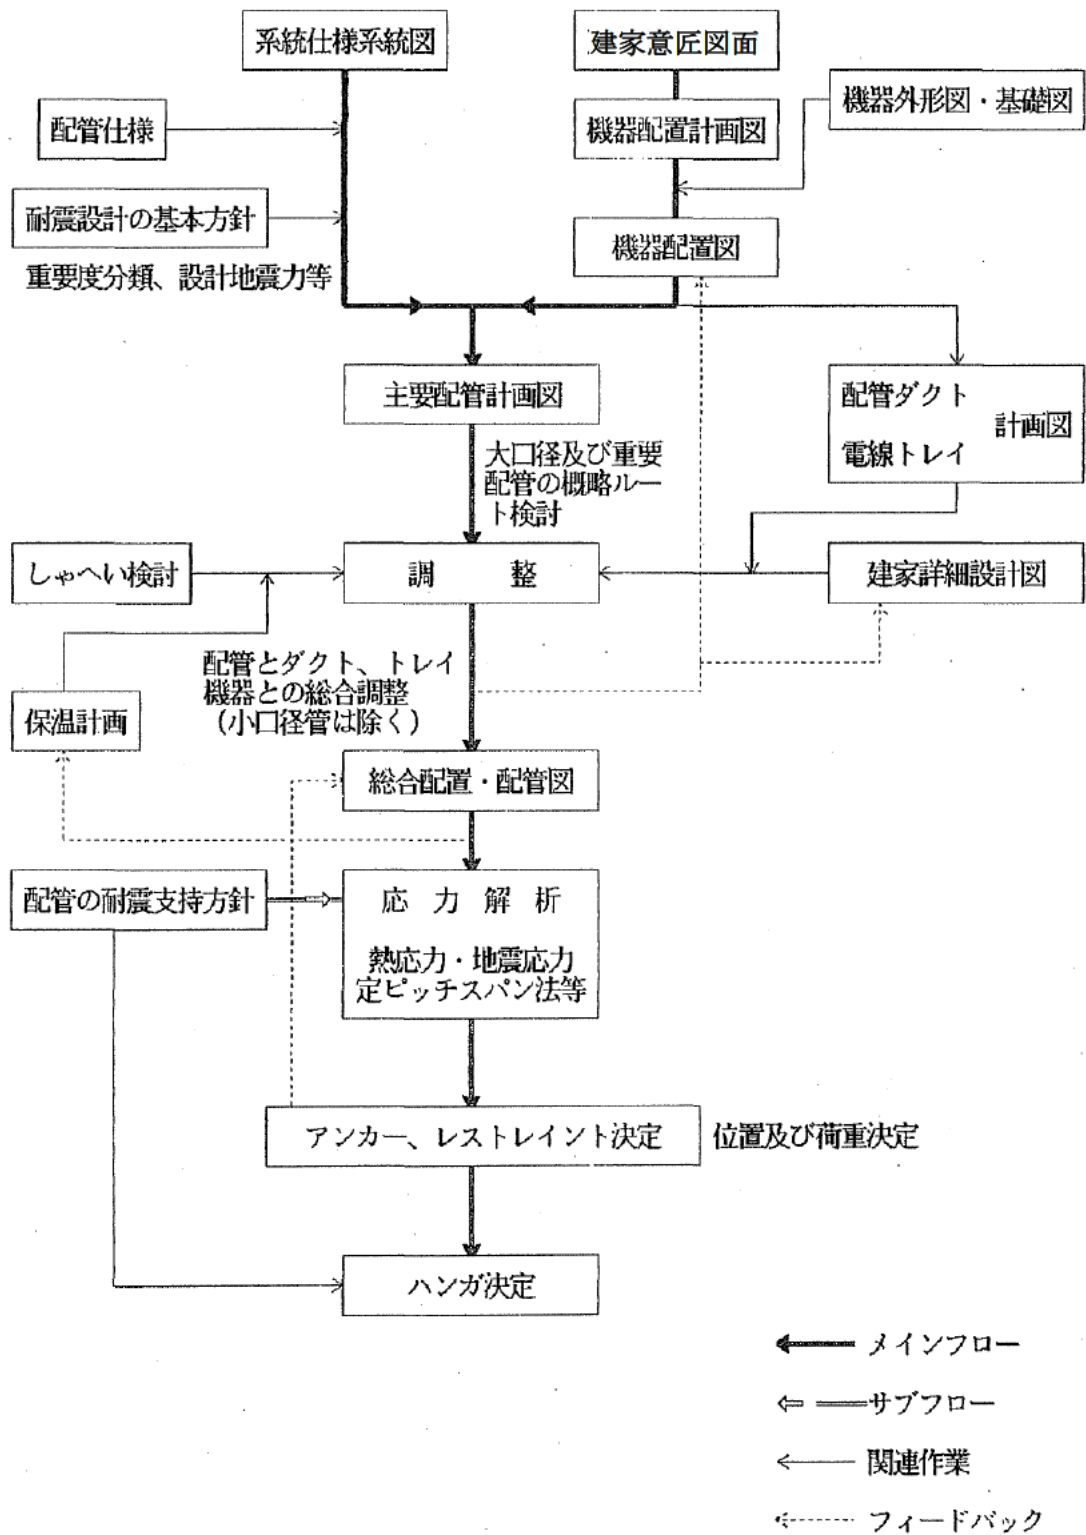 系統仕様系統図
建家意匠図面
機器外形図・基礎図
配管仕様
機器配置計画図
耐震設計の基本方針
重要度分類、設計地震力等
機器配置図
主要配管計画図
配管ダクト
電線トレイ
計画図
大口径及び重要
配管の概略ルー
ト検討
しゃへい検討
調 整
建家詳細設計図
配管とダクト、トレイ
機器との総合調整
(小口径管は除く)
保温計画
総合配置・配管図
配管の耐震支持方針
応 力 解 析
熱応力・地震応力
定ピッチスパン法等
アンカー、レストレイント決定
位置及び荷重決定
ハンガ決定
メインフロー
サブフロー
関連作業
フィードバック